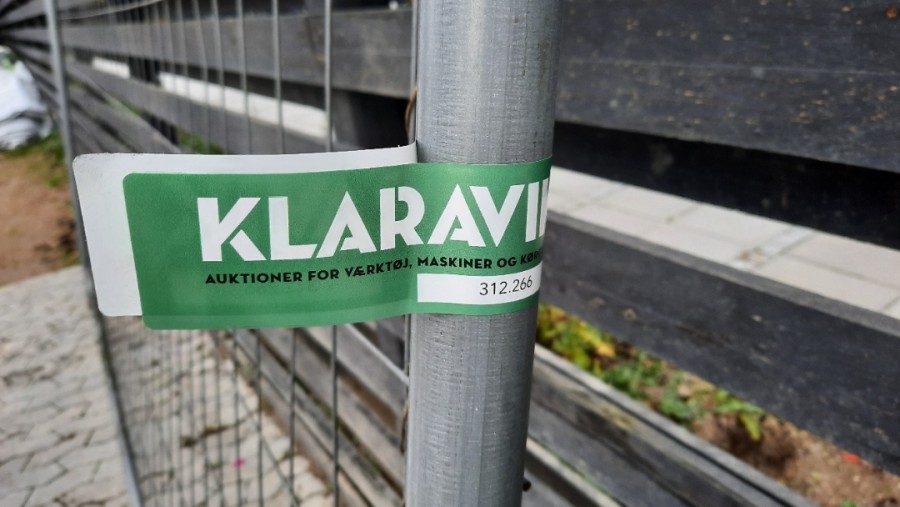 KLARAVI
AUKTIONER FOR VÆRKTØJ, MASKINER OG
312.266